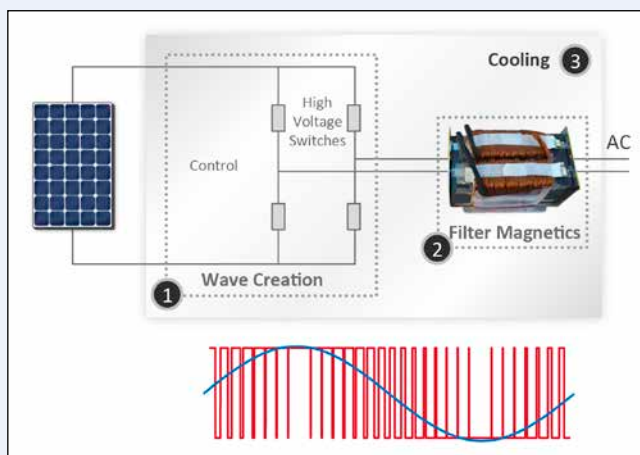 Cooling 3
High
Voltage
Switches
Control
AC
Filter Magnetics
2
Wave Creation
1